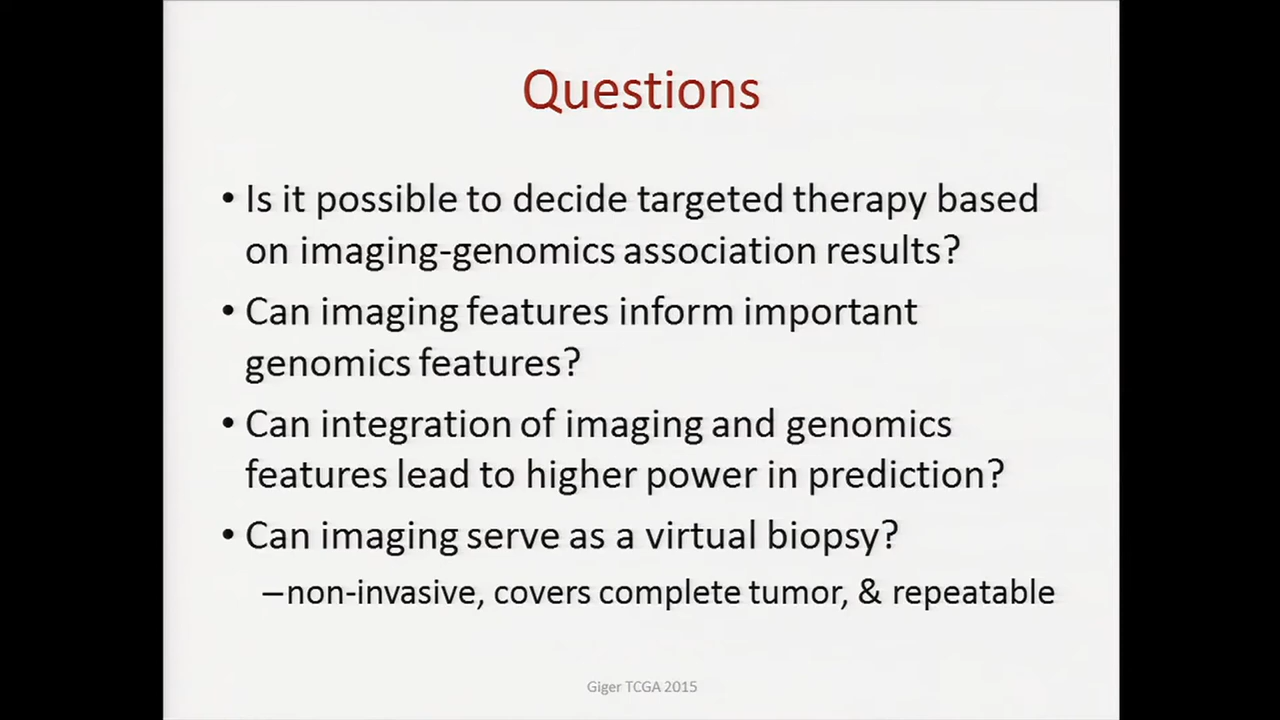 Questions
• Is it possible to decide targeted therapy based
on imaging-genomics association results?
• Can imaging features inform important
genomics features?
• Can integration of imaging and genomics
features lead to higher power in prediction?
• Can imaging serve as a virtual biopsy?
–non-invasive, covers complete tumor, & repeatable
Giger TCGA 2015